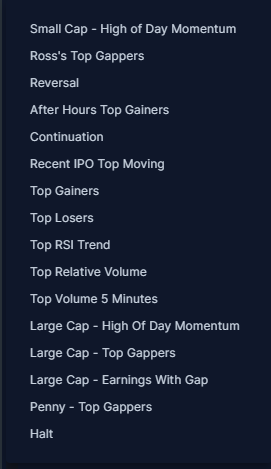 Small Cap - High of Day Momentum
Ross's Top Gappers
Reversal
After Hours Top Gainers
Continuation
Recent IPO Top Moving
Top Gainers
Top Losers
Top RSI Trend
Top Relative Volume
Top Volume 5 Minutes
Large Cap - High Of Day Momentum
Large Cap - Top Gappers
Large Cap - Earnings With Gap
Penny - Top Gappers
Halt